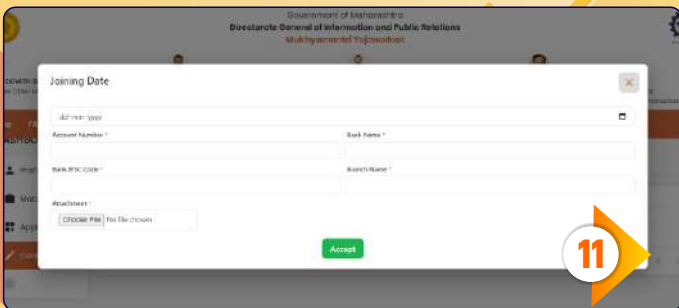 Government of Maharashtra
Directorate General of Information and Public Relations
Mukhyamantri Yojanadoot
Joining Date
dd-mm-yyyy
Account Number *
Bank Name *
Bank IFSC Code *
Branch Name *
Attachment *
Choose File No file chosen
Accept
11